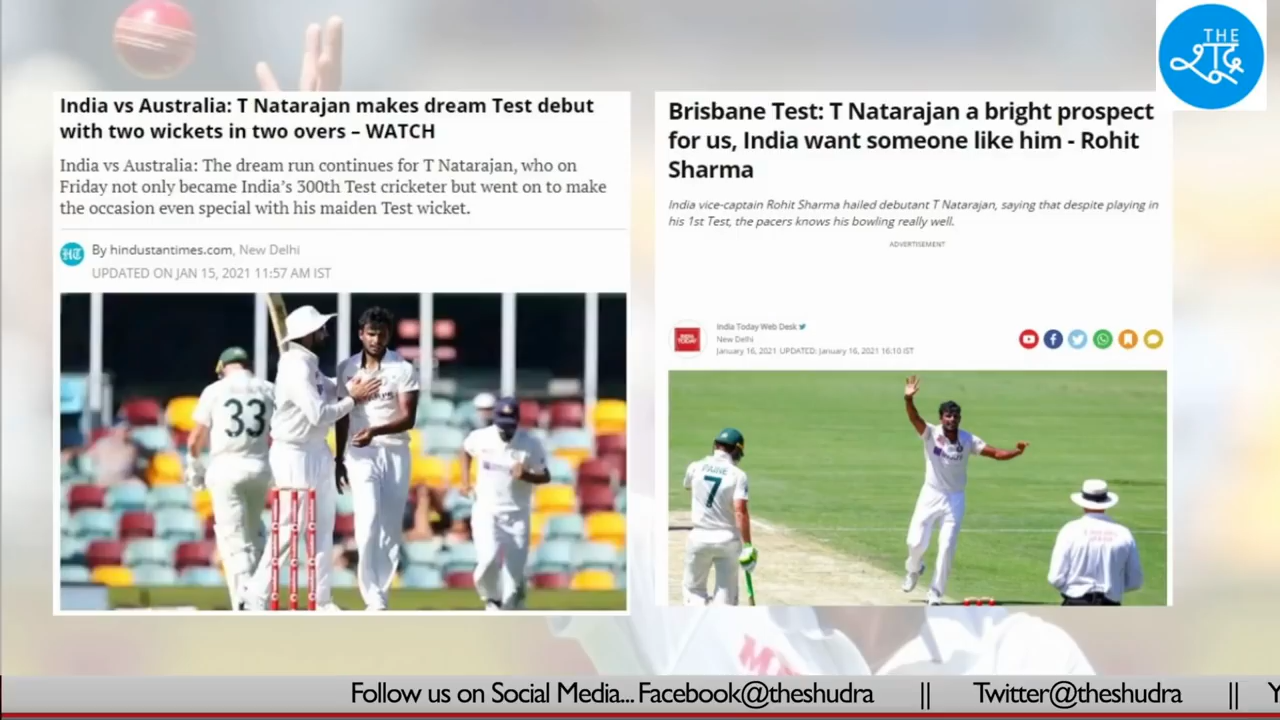 THE
शूद्र
India vs Australia: T Natarajan makes dream Test debut
with two wickets in two overs – WATCH
India vs Australia: The dream run continues for T Natarajan, who on
Friday not only became India's 300th Test cricketer but went on to make
the occasion even special with his maiden Test wicket.
HT
By hindustantimes.com, New Delhi
UPDATED ON JAN 15, 2021 11:57 AM IST
33
Brisbane Test: T Natarajan a bright prospect
for us, India want someone like him - Rohit
Sharma
India vice-captain Rohit Sharma hailed debutant T Natarajan, saying that despite playing in
his 1st Test, the pacers knows his bowling really well.
ADVERTISEMENT
INDIA
TODAY
India Today Web Desk
New Delhi
January 16, 2021 UPDATED: January 16, 2021 16:10 IST
PAINE
7
Follow us on Social Media... Facebook@theshudra || Twitter@theshudra || Y